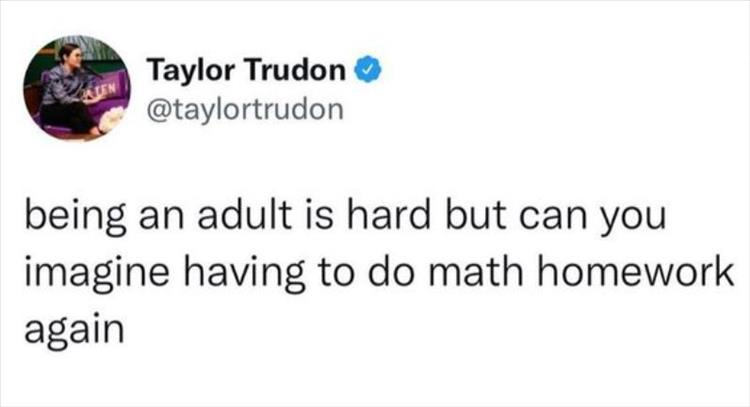 Taylor Trudon
@taylortrudon
being an adult is hard but can you
imagine having to do math homework
again